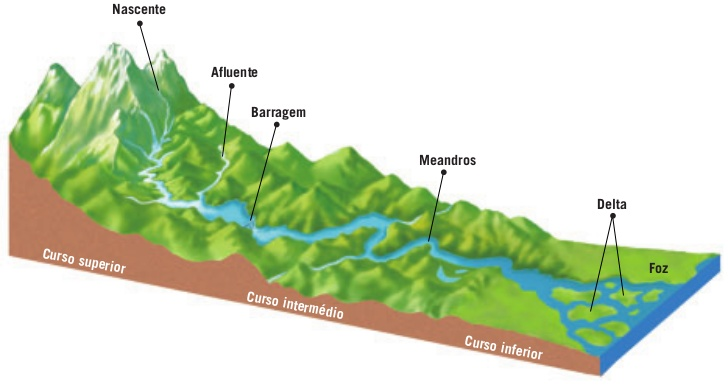 Nascente
Afluente
Barragem
Meandros
Delta
Foz
Curso superior
Curso intermédio
Curso inferior